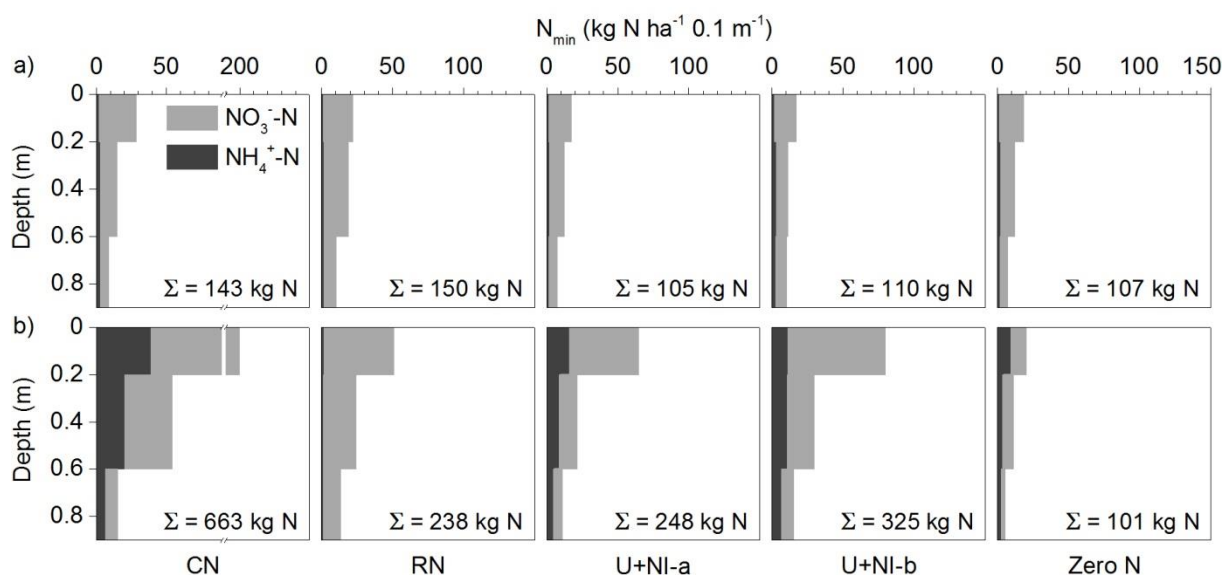 N_min (kg N ha⁻¹ 0.1 m⁻¹)
a) 0 50 200 0 50 100 0 50 100 0 50 100 0 50 100 150
0
NO₃⁻-N
0.2
NH₄⁺-N
0.4
Depth (m)
0.6
0.8
Σ = 143 kg N Σ = 150 kg N Σ = 105 kg N Σ = 110 kg N Σ = 107 kg N
b)
0
0.2
0.4
Depth (m)
0.6
0.8
Σ = 663 kg N Σ = 238 kg N Σ = 248 kg N Σ = 325 kg N Σ = 101 kg N
CN RN U+NI-a U+NI-b Zero N